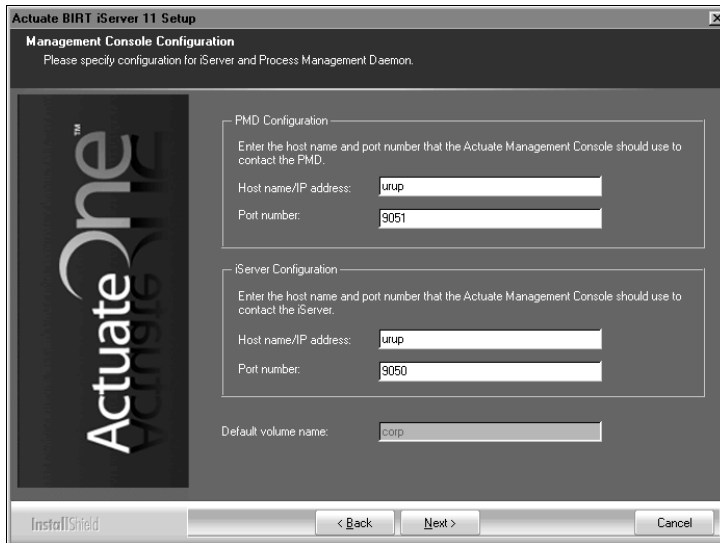 Actuate BIRT iServer 11 Setup
Management Console Configuration
Please specify configuration for iServer and Process Management Daemon.
ActuateOne™
PMD Configuration
Enter the host name and port number that the Actuate Management Console should use to
contact the PMD.
Host name/IP address: urup
Port number: 9051
iServer Configuration
Enter the host name and port number that the Actuate Management Console should use to
contact the iServer.
Host name/IP address: urup
Port number: 9050
Default volume name: corp
InstallShield
< Back Next > Cancel